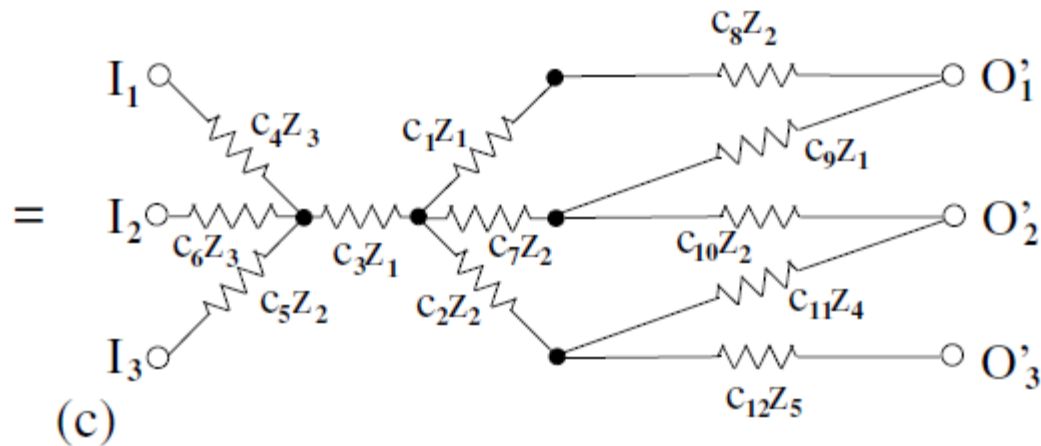 C₈Z₂
I₁ C₄Z₃ C₁Z₁ O'₁
C₉Z₁
= I₂ O'₂
C₆Z₃ C₃Z₁ C₇Z₂ C₁₀Z₂
C₅Z₂ C₂Z₂ C₁₁Z₄
I₃ O'₃
C₁₂Z₅
(c)